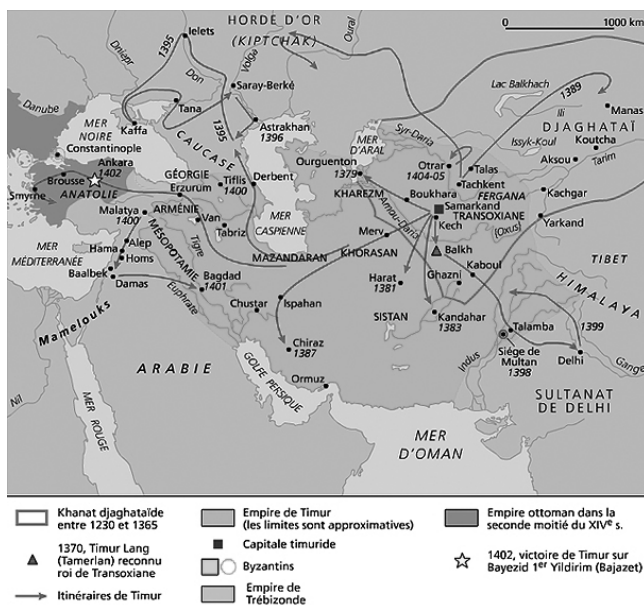 HORDE D'OR
(KIPTCHAK)
0 1000 km
Ielets
Dniepr
Don
Volga
Oural
1395
Saray-Berké
Lac Balkhach
1389
Manas
Danube
Tana
Kaffa
Astrakhan
1396
1395
MER
D'ARAL
Syr-Daria
Ili
Issyk-Koul
DJAGHATAÏ
Koutcha
Aksou
Tarim
MER
NOIRE
Constantinople
CAUCASE
Ourguenton
1379
Otrar
1404-05
Talas
Tachkent
FERGANA
Kachgar
Ankara
1402
Brousse
ANATOLIE
Smyrne
GÉORGIE
Erzurum
Tiflis
1400
Derbent
KHAREZM
Boukhara
Samarkand
TRANSOXIANE
Kech
(Oxus)
Yarkand
Malatya
1400
ARMÉNIE
Van
Tabriz
MER
CASPIENNE
Amou-Daria
Merv
Balkh
TIBET
MER
MÉDITERRANÉE
Alep
Hama
Homs
Baalbek
Damas
MÉSOPOTAMIE
Tigre
MAZANDARAN
KHORASAN
Ghazni
Kaboul
HIMALAYA
Bagdad
1401
Euphrate
Harat
1381
Mamelouks
Chustar
Ispahan
SISTAN
Kandahar
1383
Talamba
1399
Siége de
Multan
1398
Delhi
Gange
Indus
ARABIE
Chiraz
1387
Ormuz
GOLFE PERSIQUE
Nil
MER ROUGE
MER
D'OMAN
SULTANAT
DE DELHI
Khanat djaghataïde
entre 1230 et 1365
1370, Timur Lang
(Tamerlan) reconnu
roi de Transoxiane
Itinéraires de Timur
Empire de Timur
(les limites sont approximatives)
Capitale timuride
Byzantins
Empire de
Trébizonde
Empire ottoman dans la
seconde moitié du XIVe s.
1402, victoire de Timur sur
Bayezid 1er Yildirim (Bajazet)